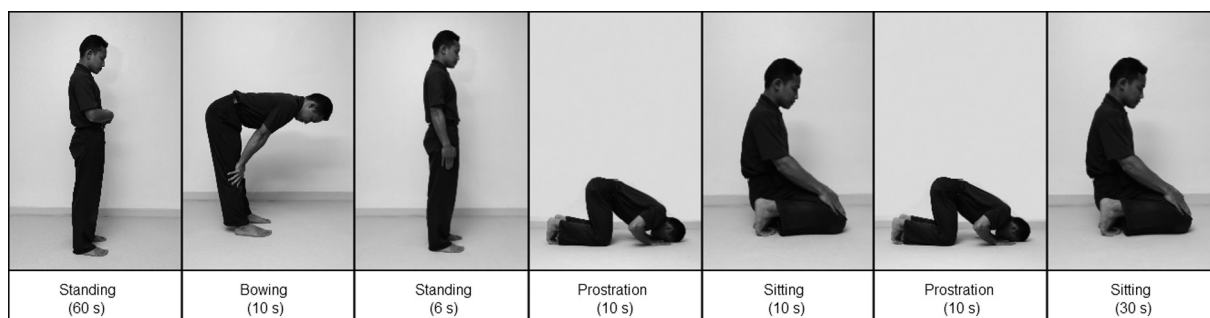 Standing
(60 s)
Bowing
(10 s)
Standing
(6 s)
Prostration
(10 s)
Sitting
(10 s)
Prostration
(10 s)
Sitting
(30 s)